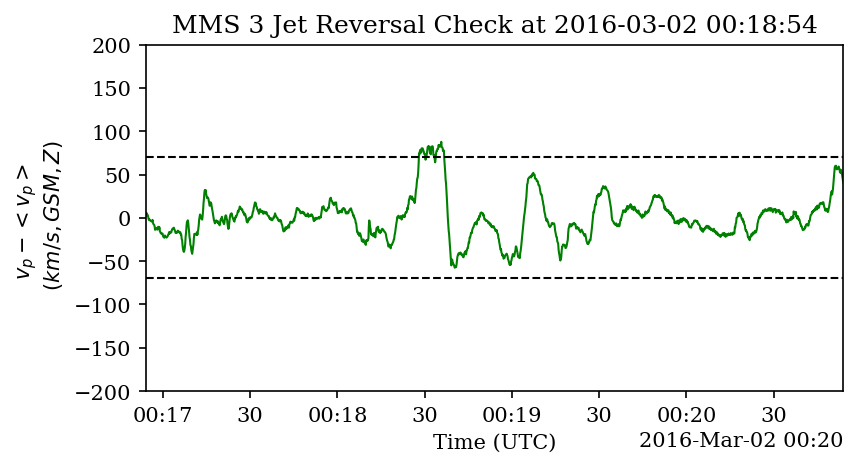 MMS 3 Jet Reversal Check at 2016-03-02 00:18:54
200
150
100
50
0
−50
−100
−150
−200
v_p − < v_p >
(km/s, GSM, Z)
00:17 30 00:18 30 00:19 30 00:20 30
Time (UTC)
2016-Mar-02 00:20